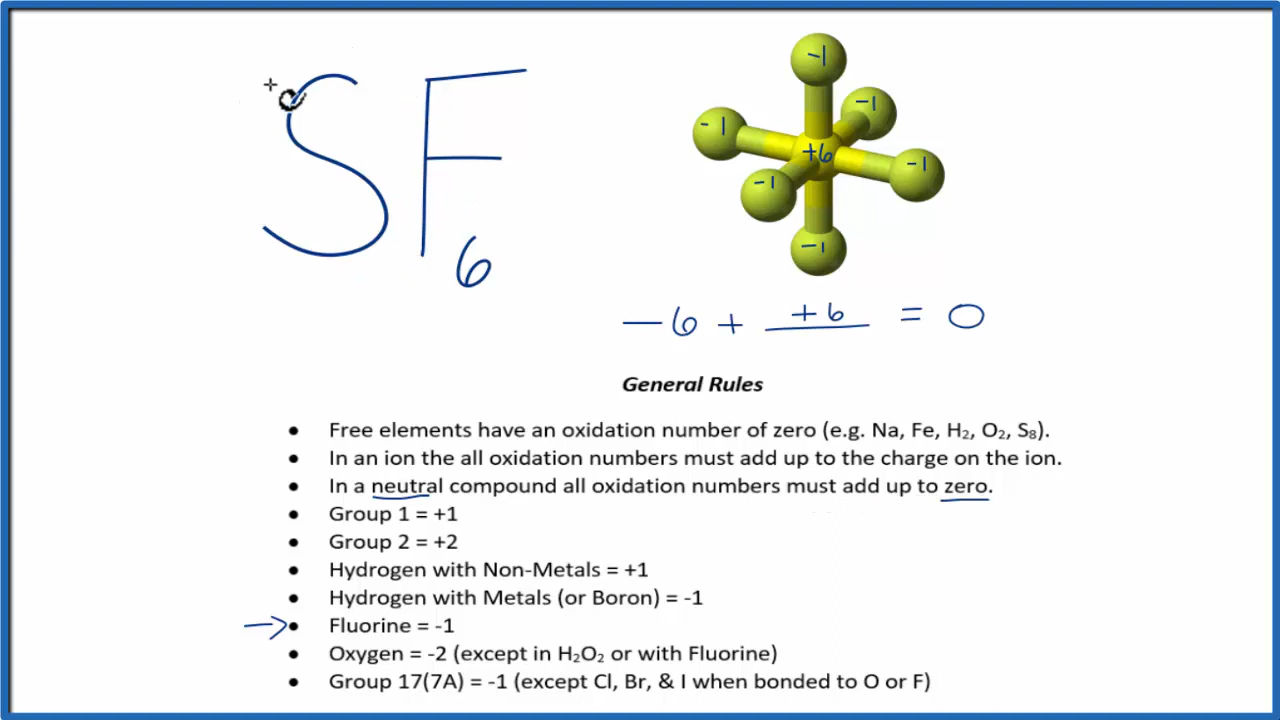 SF₆
-1
-1
-1
+6
-1
-1
-1
-6 + +6 = 0
General Rules
• Free elements have an oxidation number of zero (e.g. Na, Fe, H₂, O₂, S₈).
• In an ion the all oxidation numbers must add up to the charge on the ion.
• In a neutral compound all oxidation numbers must add up to zero.
• Group 1 = +1
• Group 2 = +2
• Hydrogen with Non-Metals = +1
• Hydrogen with Metals (or Boron) = -1
→ • Fluorine = -1
• Oxygen = -2 (except in H₂O₂ or with Fluorine)
• Group 17(7A) = -1 (except Cl, Br, & I when bonded to O or F)